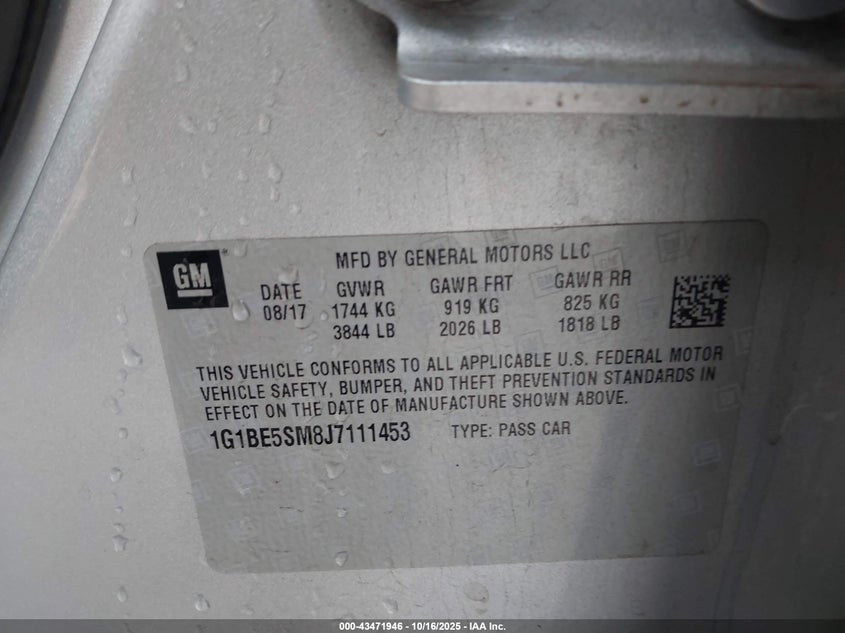 GM
MFD BY GENERAL MOTORS LLC
DATE GVWR GAWR FRT GAWR RR
08/17 1744 KG 919 KG 825 KG
3844 LB 2026 LB 1818 LB
THIS VEHICLE CONFORMS TO ALL APPLICABLE U.S. FEDERAL MOTOR
VEHICLE SAFETY, BUMPER, AND THEFT PREVENTION STANDARDS IN
EFFECT ON THE DATE OF MANUFACTURE SHOWN ABOVE.
1G1BE5SM8J7111453 TYPE: PASS CAR
000-43471946 - 10/16/2025 - IAA Inc.